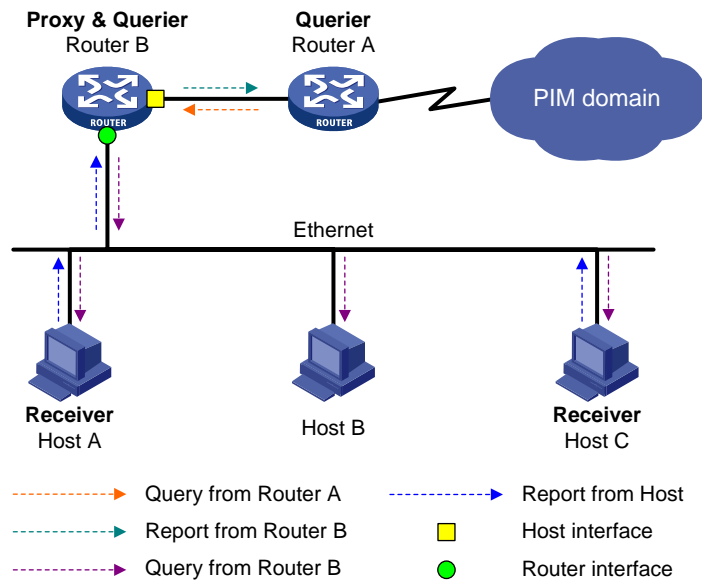 Proxy & Querier
Router B
Querier
Router A
ROUTER
ROUTER
PIM domain
Ethernet
Receiver
Host A
Host B
Receiver
Host C
Query from Router A
Report from Host
Report from Router B
Host interface
Query from Router B
Router interface